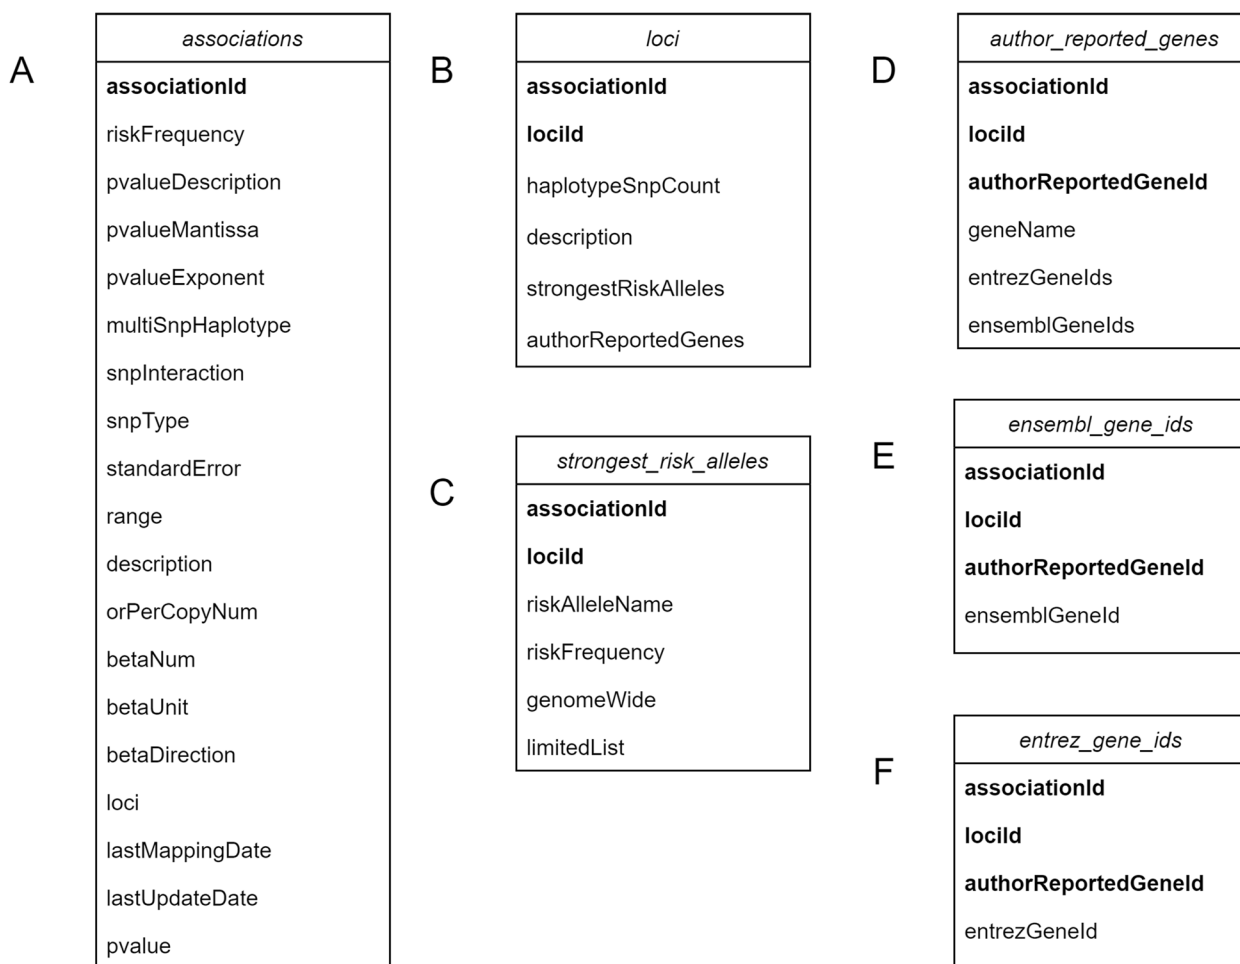 A
associations
associationId
riskFrequency
pvalueDescription
pvalueMantissa
pvalueExponent
multiSnpHaplotype
snpInteraction
snpType
standardError
range
description
orPerCopyNum
betaNum
betaUnit
betaDirection
loci
lastMappingDate
lastUpdateDate
pvalue
B
loci
associationId
lociId
haplotypeSnpCount
description
strongestRiskAlleles
authorReportedGenes
C
strongest_risk_alleles
associationId
lociId
riskAlleleName
riskFrequency
genomeWide
limitedList
D
author_reported_genes
associationId
lociId
authorReportedGeneId
geneName
entrezGeneIds
ensemblGeneIds
E
ensembl_gene_ids
associationId
lociId
authorReportedGeneId
ensemblGeneId
F
entrez_gene_ids
associationId
lociId
authorReportedGeneId
entrezGeneId